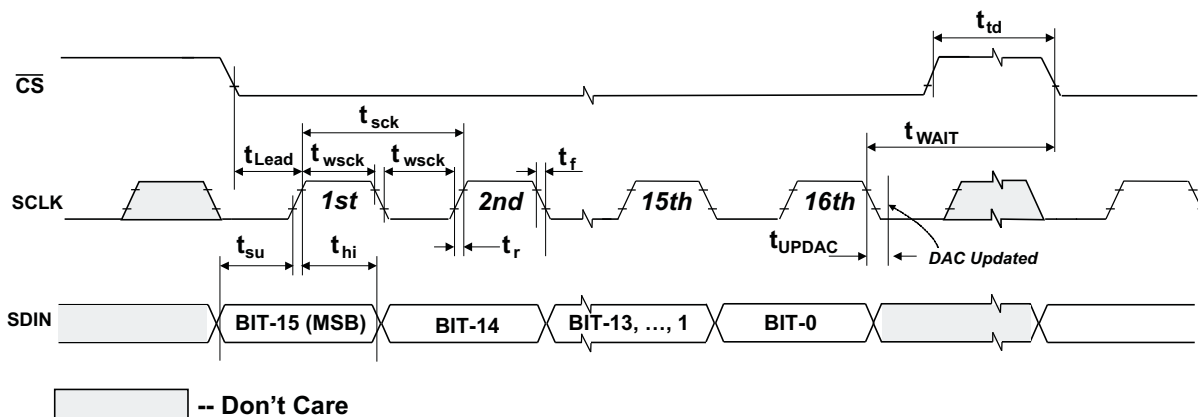 t_td
C̅S̅
t_sck
t_WAIT
t_Lead
t_wsck
t_wsck
t_f
SCLK
1st
2nd
15th
16th
t_su
t_hi
t_r
t_UPDAC
DAC Updated
SDIN
BIT-15 (MSB)
BIT-14
BIT-13, ..., 1
BIT-0
-- Don't Care